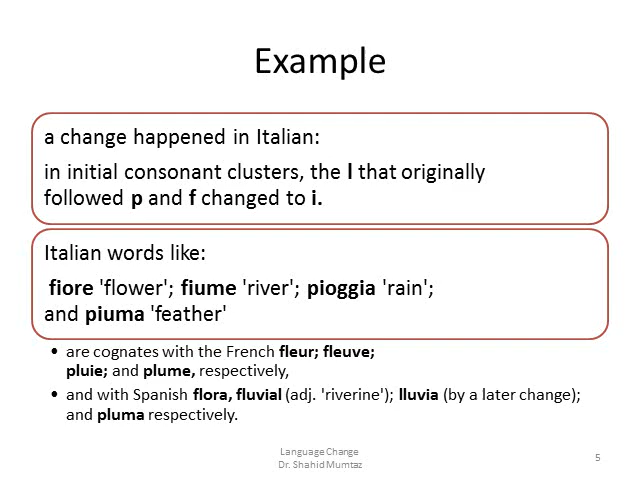 Example
a change happened in Italian:
in initial consonant clusters, the l that originally
followed p and f changed to i.
Italian words like:
fiore 'flower'; fiume 'river'; pioggia 'rain';
and piuma 'feather'
• are cognates with the French fleur; fleuve;
pluie; and plume, respectively,
• and with Spanish flora, fluvial (adj. 'riverine'); lluvia (by a later change);
and pluma respectively.
Language Change
Dr. Shahid Mumtaz
5